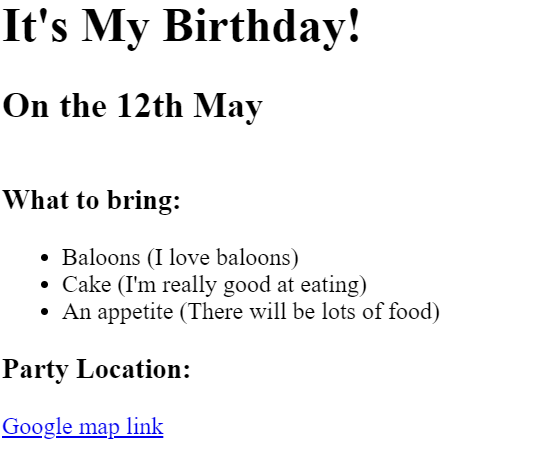 It's My Birthday!
On the 12th May
What to bring:
Baloons (I love baloons)
Cake (I'm really good at eating)
An appetite (There will be lots of food)
Party Location:
Google map link